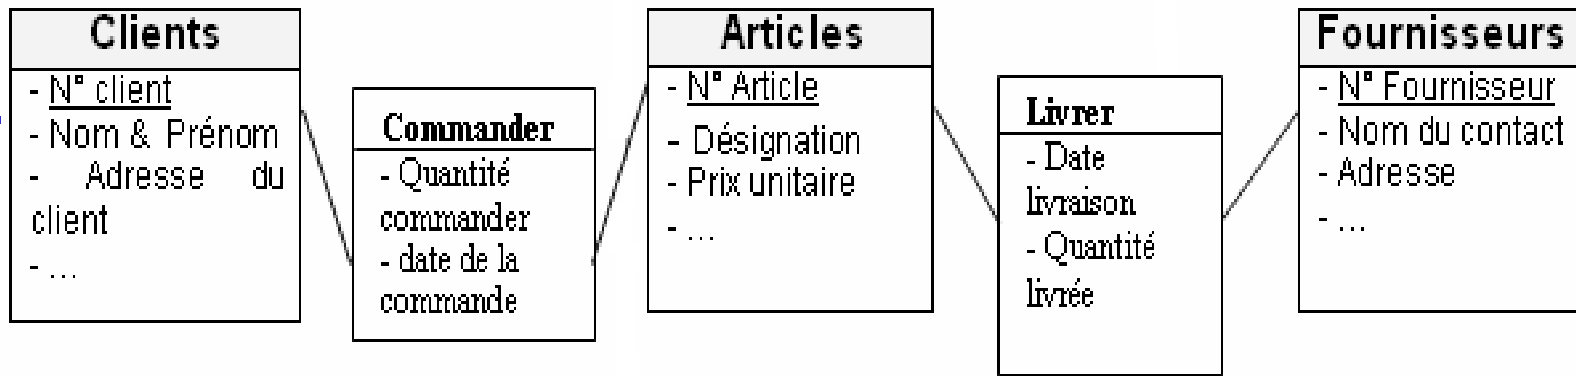 Clients
- N° client
- Nom & Prénom
- Adresse du
client
- ...
Commander
- Quantité
commander
- date de la
commande
Articles
- N° Article
- Désignation
- Prix unitaire
- ...
Livrer
- Date
livraison
- Quantité
livrée
Fournisseurs
- N° Fournisseur
- Nom du contact
- Adresse
- ...